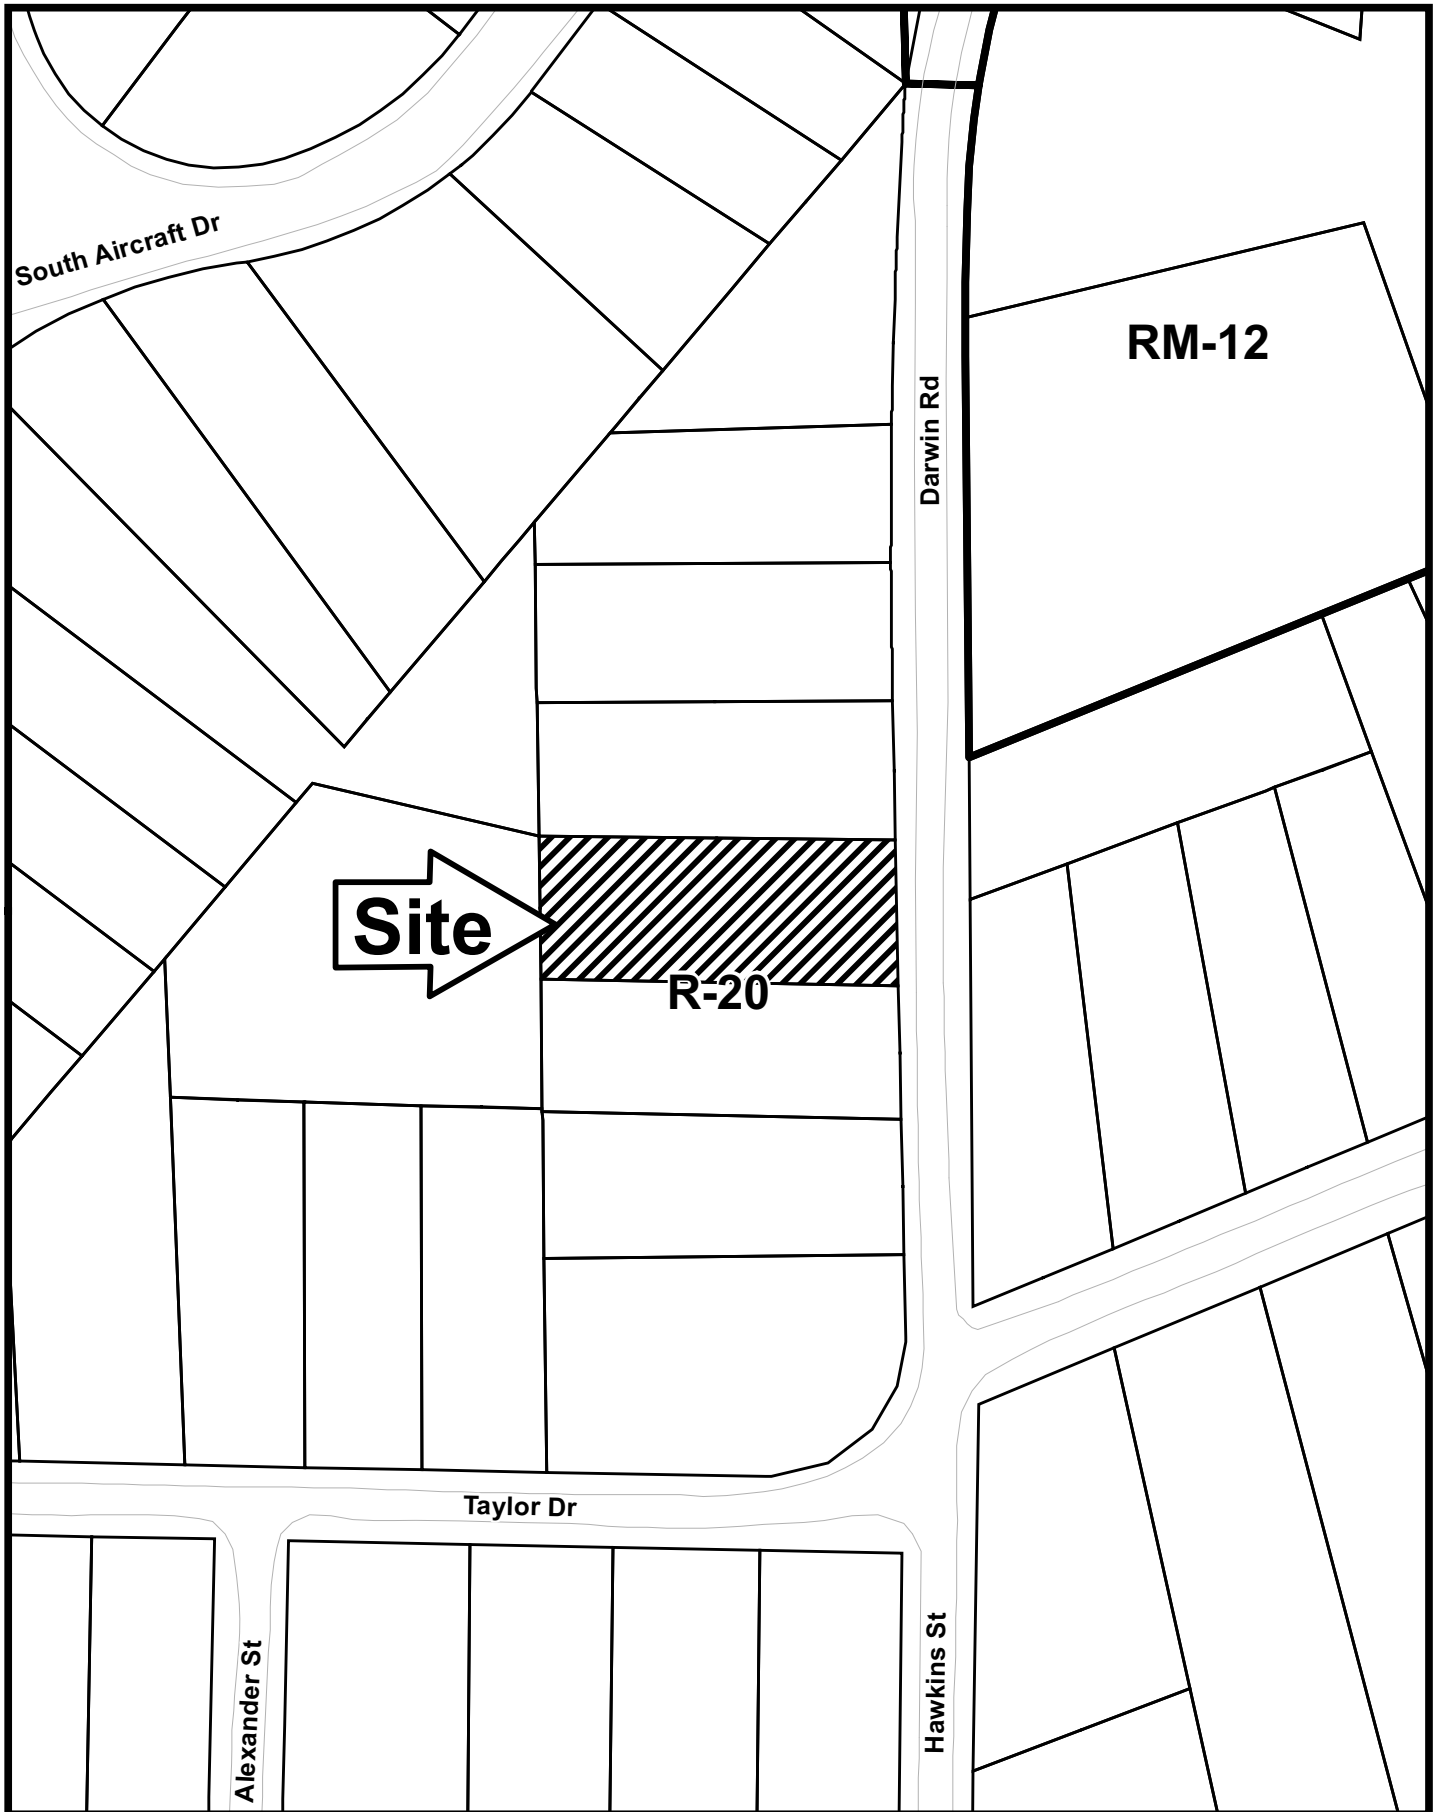 South Aircraft Dr
RM-12
Darwin Rd
Site
R-20
Taylor Dr
Alexander St
Hawkins St